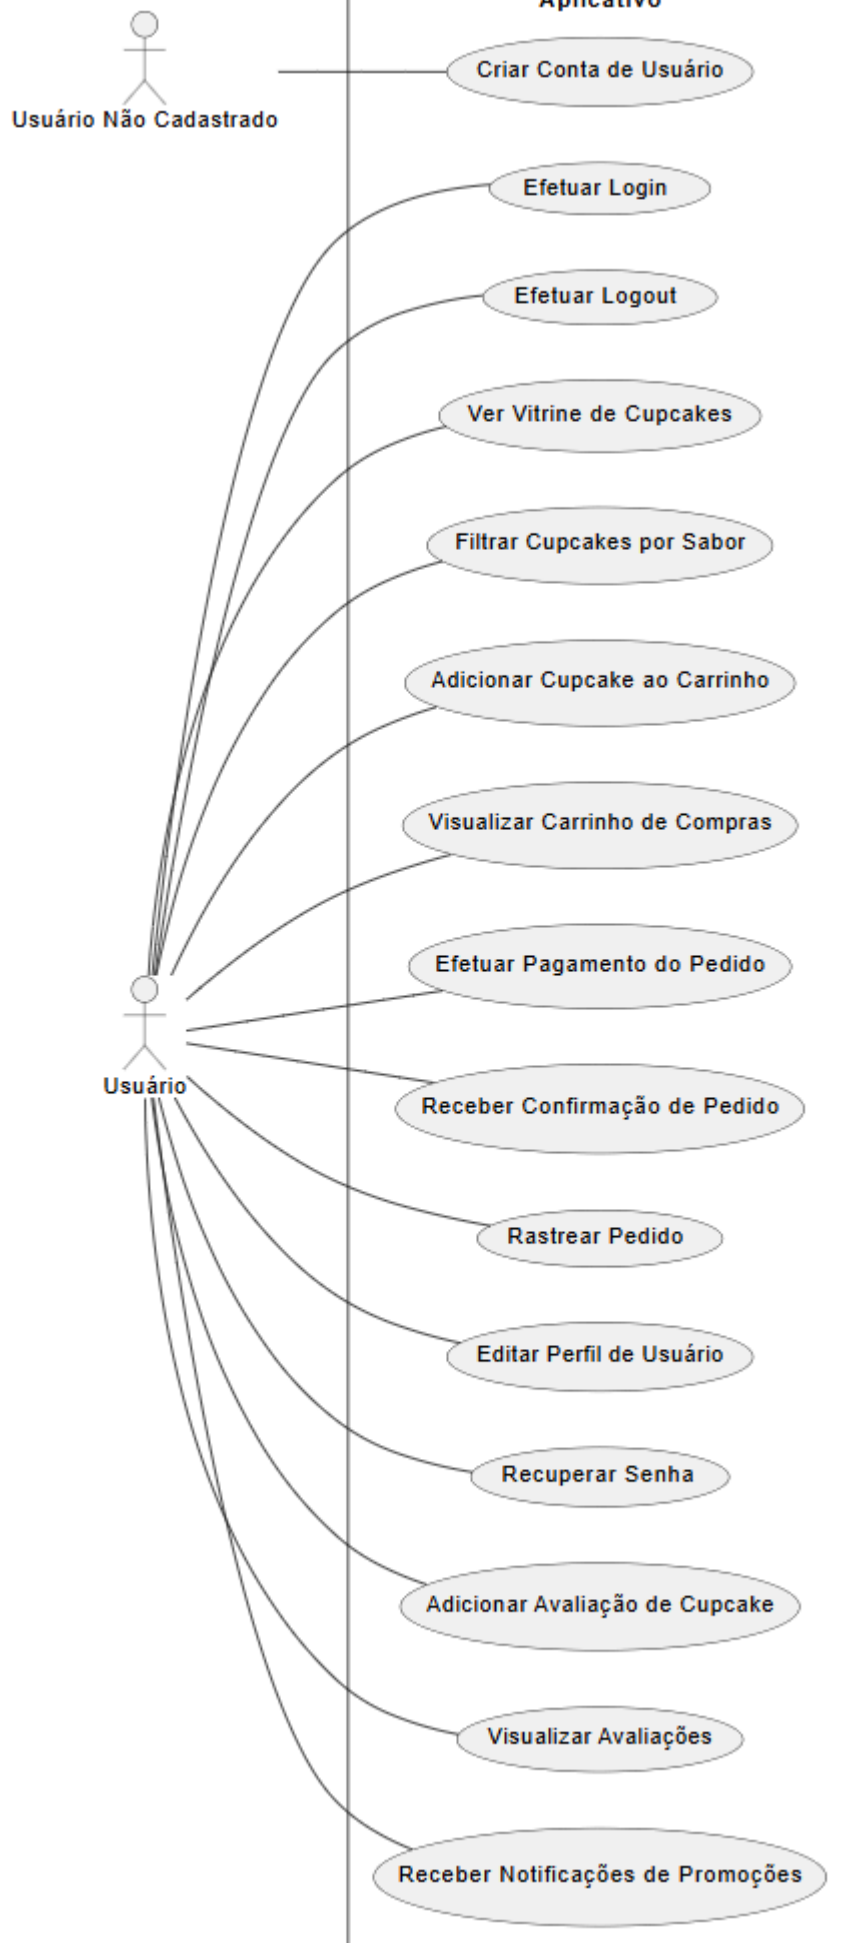 Aplicativo
Criar Conta de Usuário
Usuário Não Cadastrado
Efetuar Login
Efetuar Logout
Ver Vitrine de Cupcakes
Filtrar Cupcakes por Sabor
Adicionar Cupcake ao Carrinho
Visualizar Carrinho de Compras
Efetuar Pagamento do Pedido
Usuário
Receber Confirmação de Pedido
Rastrear Pedido
Editar Perfil de Usuário
Recuperar Senha
Adicionar Avaliação de Cupcake
Visualizar Avaliações
Receber Notificações de Promoções